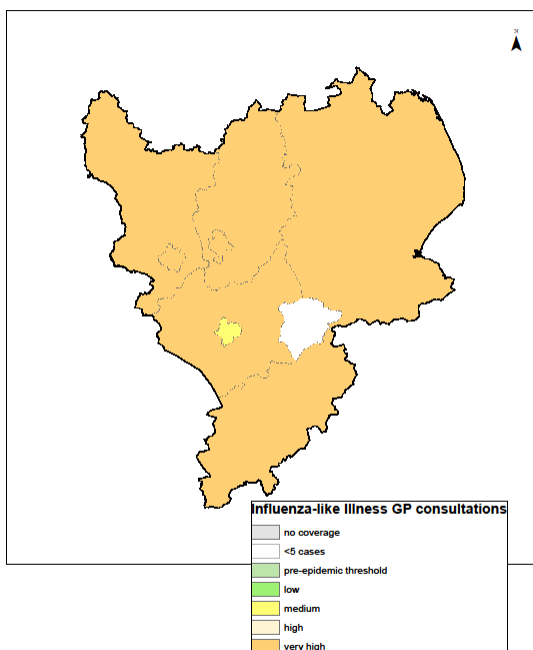 N
Influenza-like Illness GP consultations
no coverage
<5 cases
pre-epidemic threshold
low
medium
high
very high